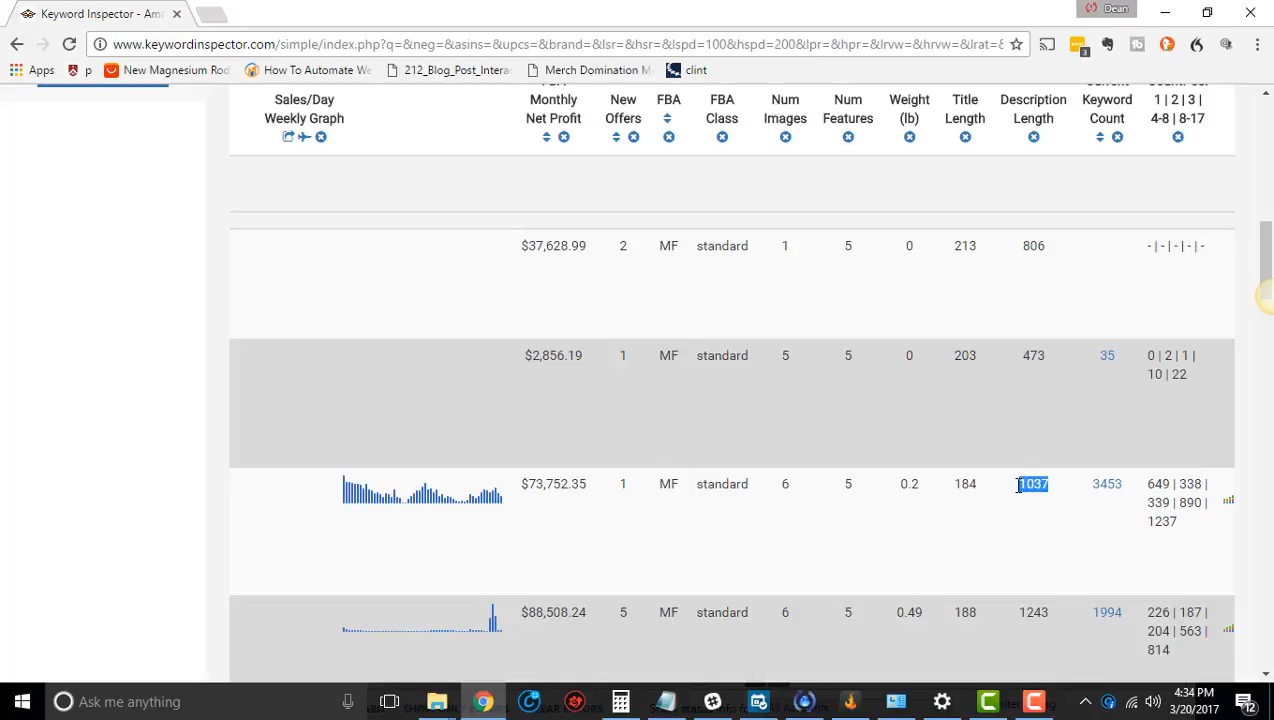 Keyword Inspector - Ama
Dean
www.keywordinspector.com/simple/index.php?q=&neg=&asins=&upcs=&brand=&lsr=&hsr=&lspd=100&hspd=200&lpr=&hpr=&lrvw=&hrvw=&lrat=&
3
Apps
p
New Magnesium Rod
How To Automate We
212_Blog_Post_Intera
Merch Domination M
clint
Sales/Day
Weekly Graph
Monthly
Net Profit
New
Offers
FBA
FBA
Class
Num
Images
Num
Features
Weight
(lb)
Title
Length
Description
Length
Keyword
Count
1 | 2 | 3 |
4-8 | 8-17
$37,628.99 2 MF standard 1 5 0 213 806 - | - | - | - | -
$2,856.19 1 MF standard 5 5 0 203 473 35 0 | 2 | 1 |
10 | 22
$73,752.35 1 MF standard 6 5 0.2 184 1037 3453 649 | 338 |
339 | 890 |
1237
$88,508.24 5 MF standard 6 5 0.49 188 1243 1994 226 | 187 |
204 | 563 |
814
Ask me anything
4:34 PM
3/20/2017
12